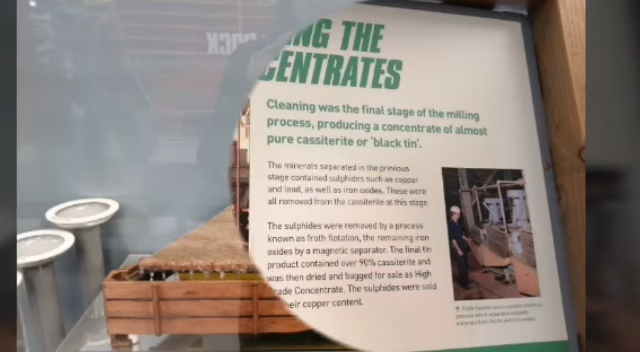 ING THE
CENTRATES
Cleaning was the final stage of the milling
process, producing a concentrate of almost
pure cassiterite or 'black tin'.
The minerals separated in the previous
stage contained sulphides such as copper
and lead, as well as iron oxides. These were
all removed from the cassiterite at this stage.
The sulphides were removed by a process
known as froth flotation, the remaining iron
oxides by a magnetic separator. The final tin
product contained over 90% cassiterite and
was then dried and bagged for sale as High
rade Concentrate. The sulphides were sold
their copper content.